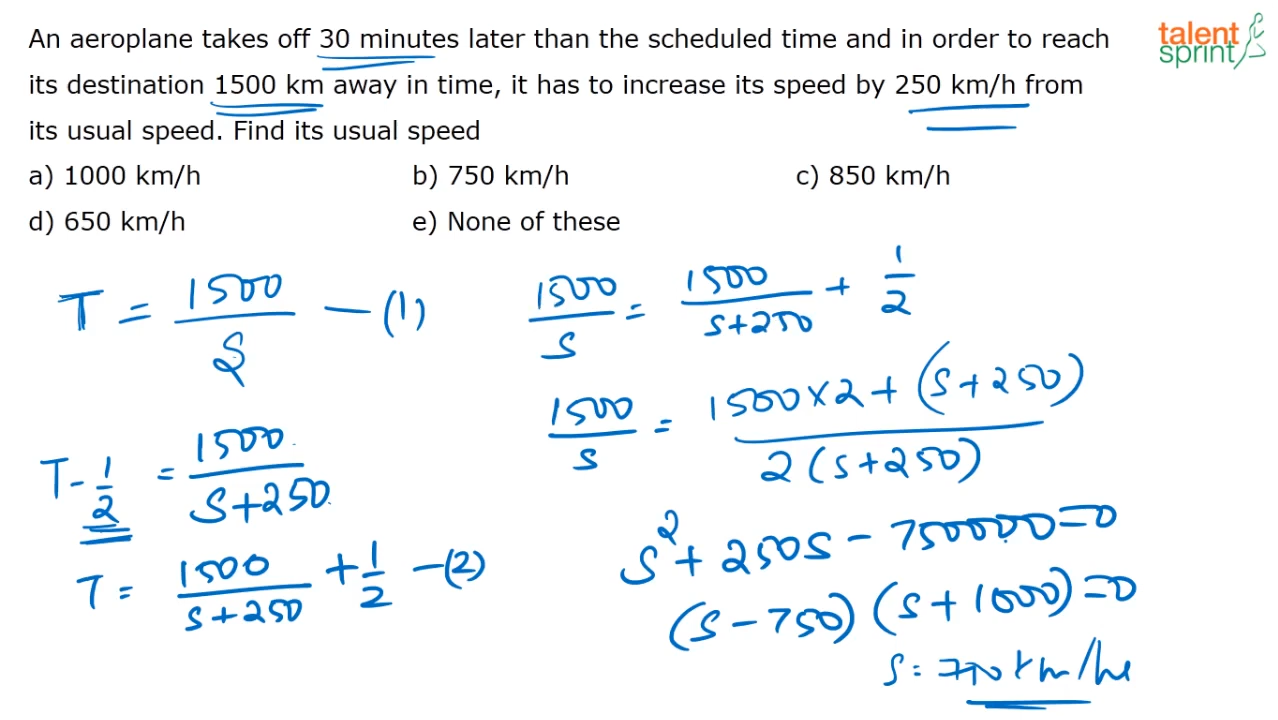 An aeroplane takes off 30 minutes later than the scheduled time and in order to reach
its destination 1500 km away in time, it has to increase its speed by 250 km/h from
its usual speed. Find its usual speed
a) 1000 km/h b) 750 km/h c) 850 km/h
d) 650 km/h e) None of these
talent
sprint
T = 1500/S — (1)
T - 1/2 = 1500/S+250
T = 1500/S+250 + 1/2 — (2)
1500/S = 1500/S+250 + 1/2
1500/S = 1500×2+(S+250)/2(S+250)
S²+250S-750000=0
(S-750)(S+1000)=0
S = 750 km/hr